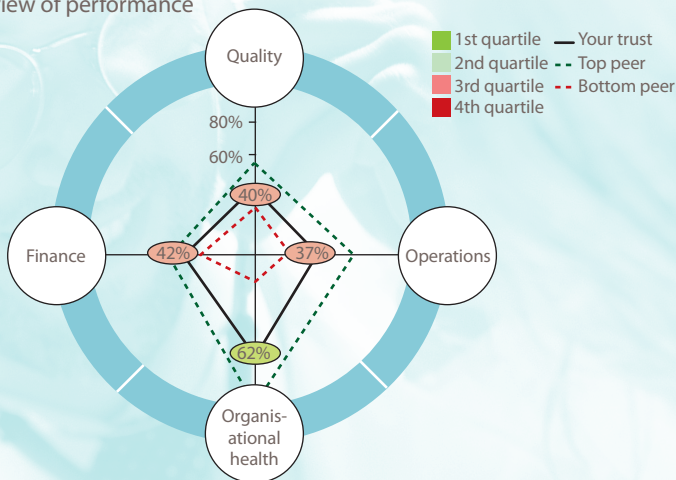 view of performance
Quality
1st quartile
Your trust
2nd quartile
Top peer
3rd quartile
Bottom peer
4th quartile
80%
60%
40%
Finance
42%
37%
Operations
62%
Organis-
ational
health